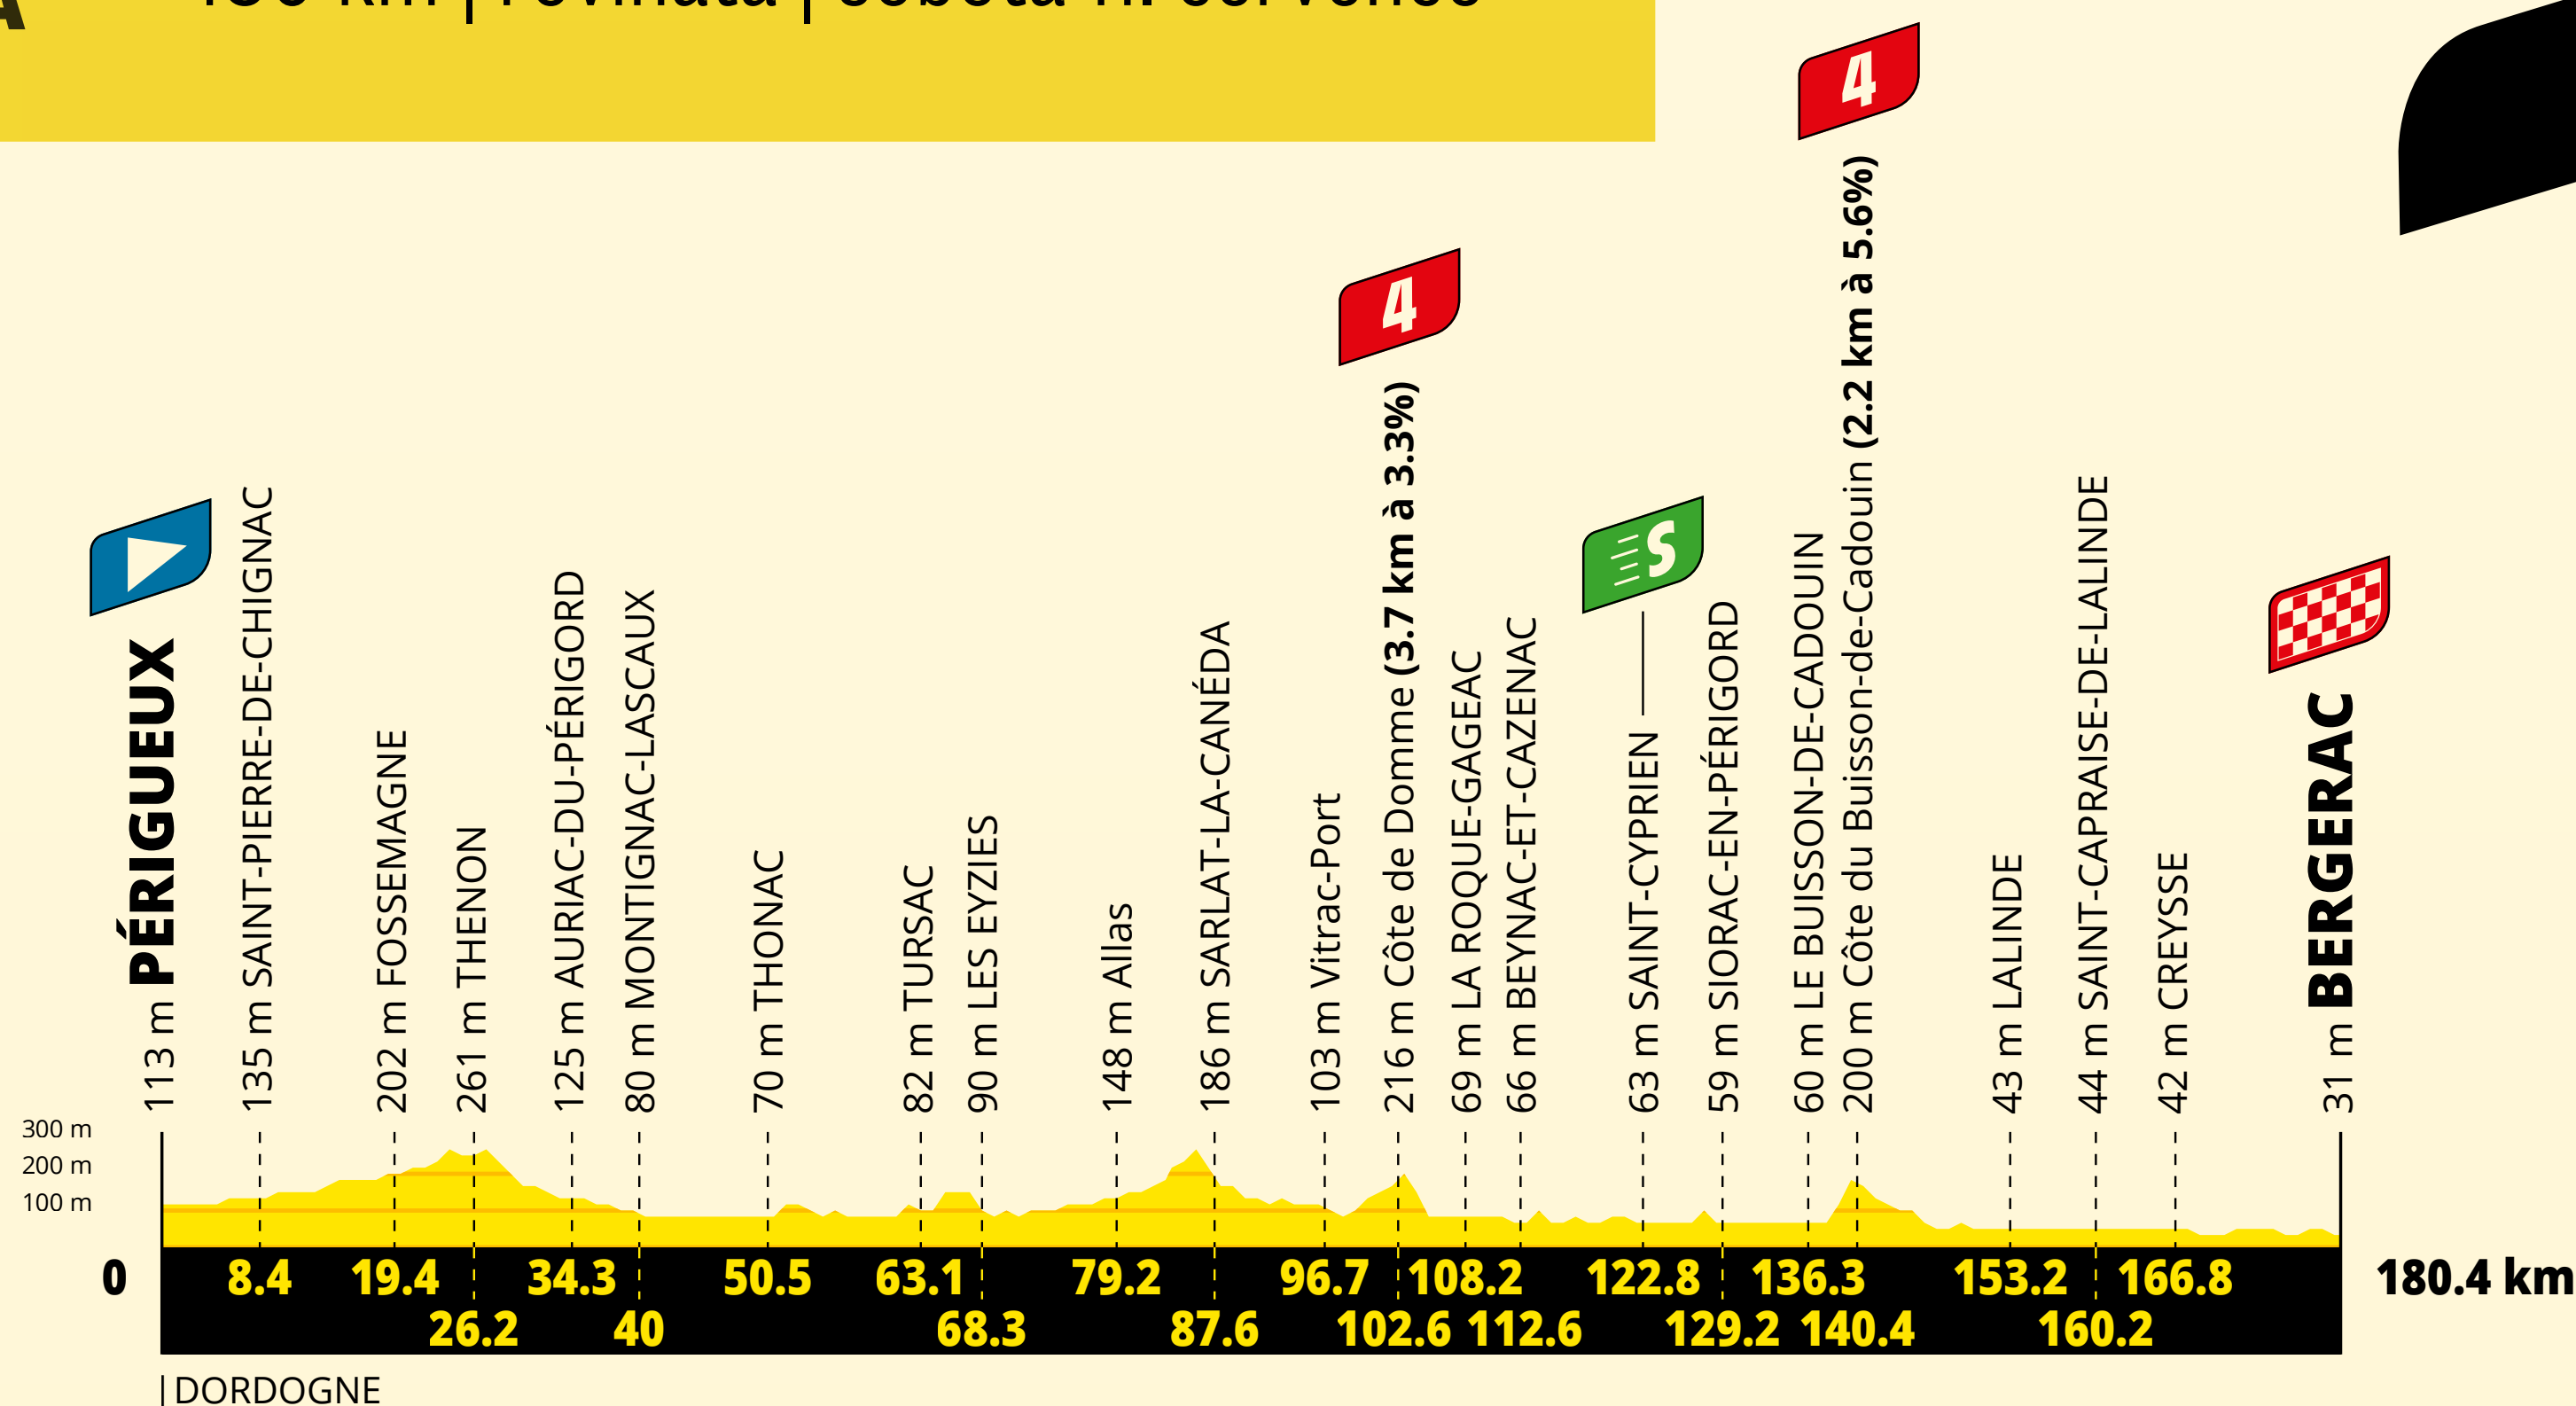 4
4
S
113 m PÉRIGUEUX
135 m SAINT-PIERRE-DE-CHIGNAC
202 m FOSSEMAGNE
261 m THENON
125 m AURIAC-DU-PÉRIGORD
80 m MONTIGNAC-LASCAUX
70 m THONAC
82 m TURSAC
90 m LES EYZIES
148 m Allas
186 m SARLAT-LA-CANÉDA
103 m Vitrac-Port
216 m Côte de Domme (3.7 km à 3.3%)
69 m LA ROQUE-GAGEAC
66 m BEYNAC-ET-CAZENAC
63 m SAINT-CYPRIEN
59 m SIORAC-EN-PÉRIGORD
60 m LE BUISSON-DE-CADOUIN
200 m Côte du Buisson-de-Cadouin (2.2 km à 5.6%)
43 m LALINDE
44 m SAINT-CAPRAISE-DE-LALINDE
42 m CREYSSE
31 m BERGERAC
300 m
200 m
100 m
0 8.4 19.4 34.3 50.5 63.1 79.2 96.7 108.2 122.8 136.3 153.2 166.8 180.4 km
26.2 40 68.3 87.6 102.6 112.6 129.2 140.4 160.2
DORDOGNE